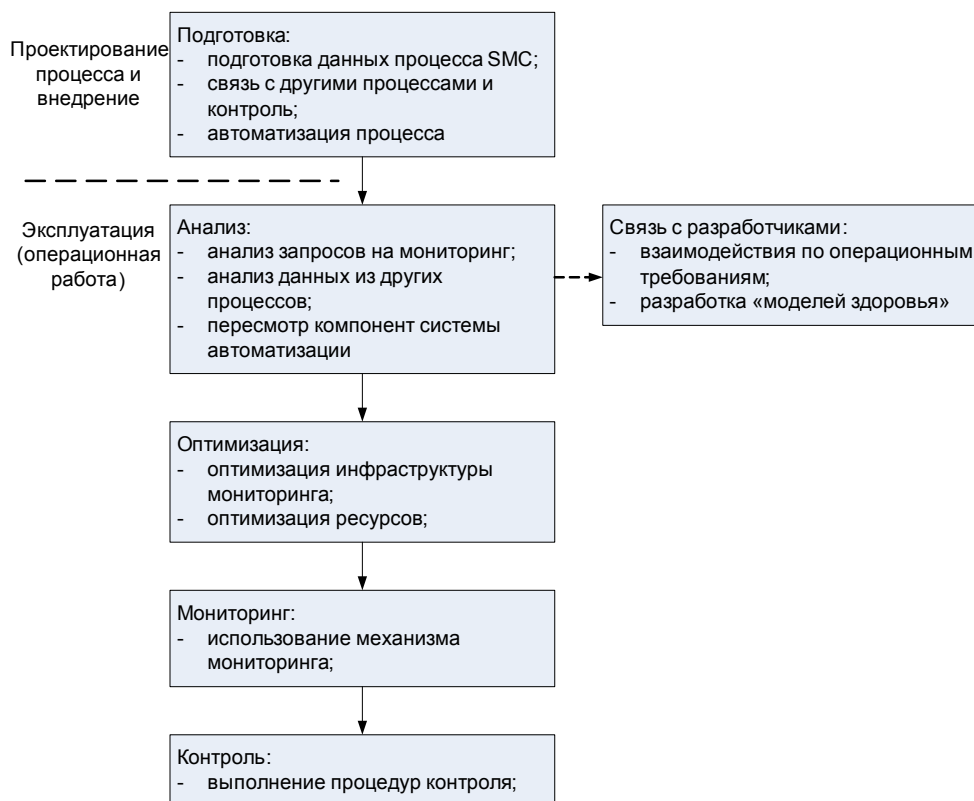 Проектирование
процесса и
внедрение
Подготовка:
- подготовка данных процесса SMC;
- связь с другими процессами и
контроль;
- автоматизация процесса
Эксплуатация
(операционная
работа)
Анализ:
- анализ запросов на мониторинг;
- анализ данных из других
процессов;
- пересмотр компонент системы
автоматизации
Связь с разработчиками:
- взаимодействия по операционным
требованиям;
- разработка «моделей здоровья»
Оптимизация:
- оптимизация инфраструктуры
мониторинга;
- оптимизация ресурсов;
Мониторинг:
- использование механизма
мониторинга;
Контроль:
- выполнение процедур контроля;